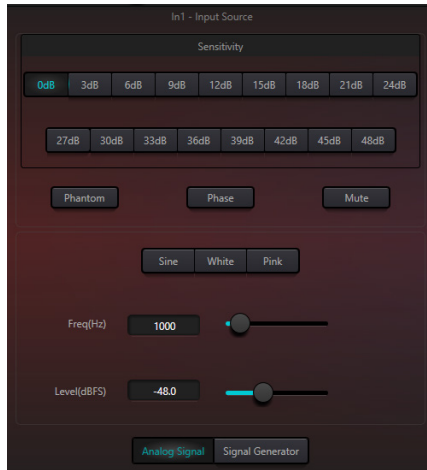 In1 - Input Source
Sensitivity
0dB 3dB 6dB 9dB 12dB 15dB 18dB 21dB 24dB
27dB 30dB 33dB 36dB 39dB 42dB 45dB 48dB
Phantom Phase Mute
Sine White Pink
Freq(Hz) 1000
Level(dBFS) -48.0
Analog Signal Signal Generator